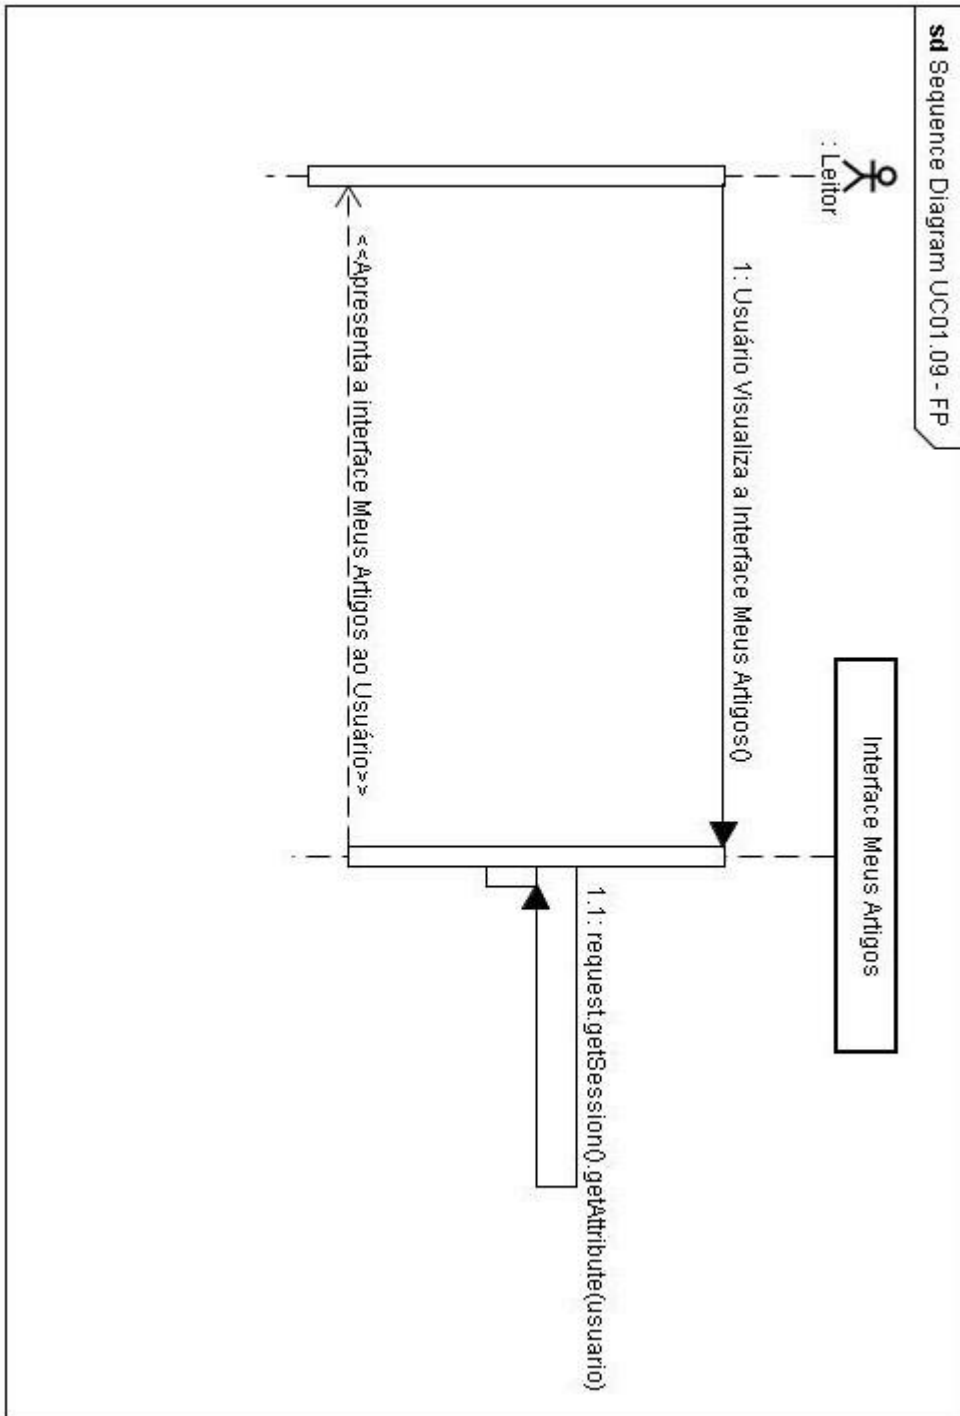 sd Sequence Diagram UC01.09 - FP
: Leitor
Interface Meus Artigos
1: Usuário Visualiza a Interface Meus Artigos()
1.1: request.getSession().getAttribute(usuario)
<<Apresenta a interface Meus Artigos ao Usuário>>